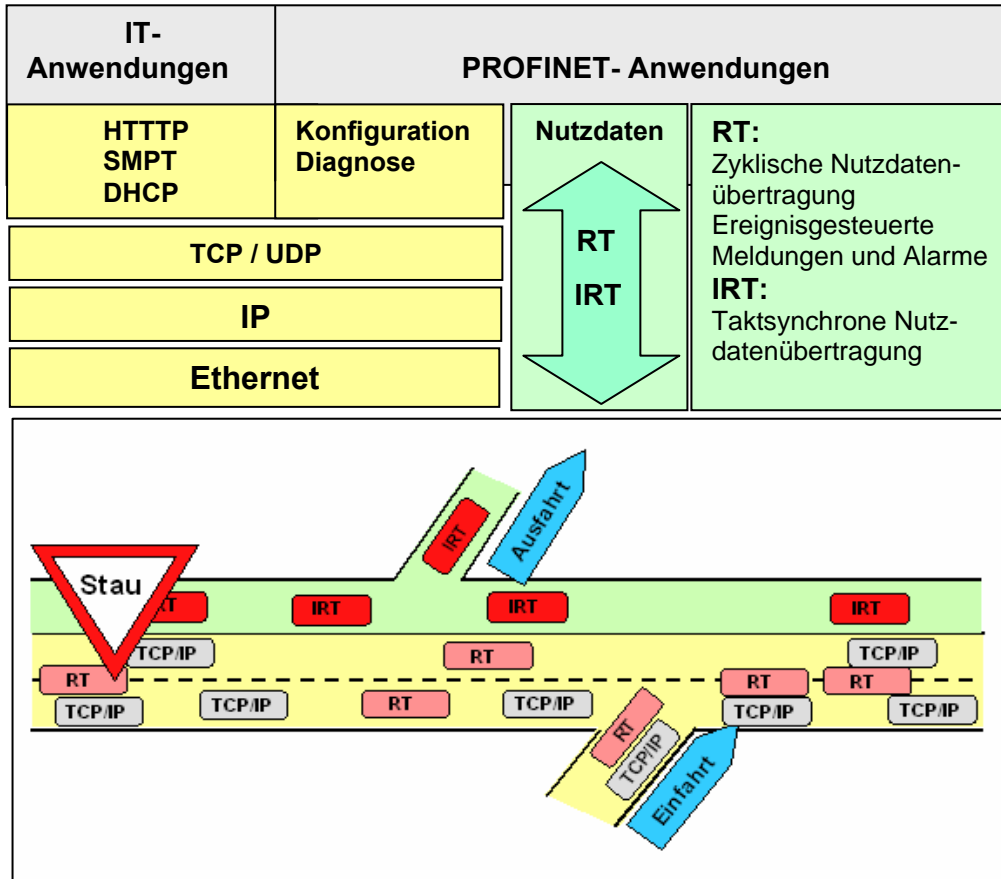 IT-
Anwendungen
PROFINET- Anwendungen
HTTTP
SMPT
DHCP
Konfiguration
Diagnose
TCP / UDP
IP
Ethernet
Nutzdaten
RT
IRT
RT:
Zyklische Nutzdaten-
übertragung
Ereignisgesteuerte
Meldungen und Alarme
IRT:
Taktsynchrone Nutz-
datenübertragung
IRT
Ausfahrt
Stau
RT
IRT
IRT
IRT
TCP/IP
RT
TCP/IP
RT
RT
RT
TCP/IP
TCP/IP
RT
TCP/IP
TCP/IP
TCP/IP
RT
TCP/IP
Einfahrt